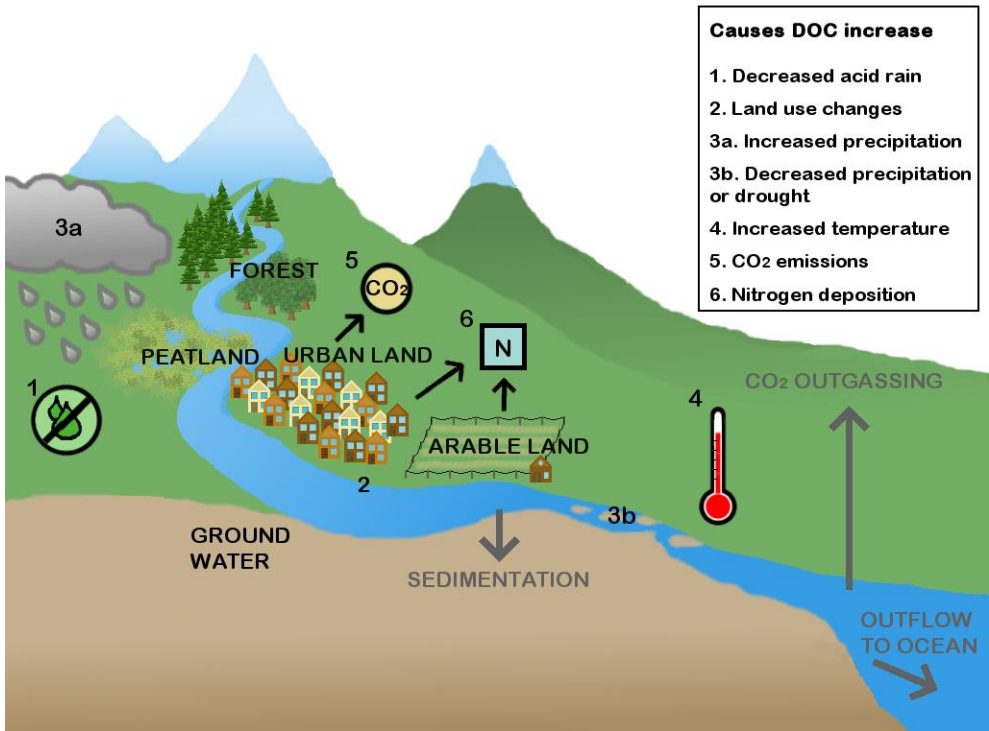 Causes DOC increase
1. Decreased acid rain
2. Land use changes
3a. Increased precipitation
3b. Decreased precipitation
or drought
4. Increased temperature
5. CO₂ emissions
6. Nitrogen deposition
3a
FOREST
5
CO₂
6
N
PEATLAND
URBAN LAND
1
CO₂ OUTGASSING
4
ARABLE LAND
2
3b
GROUND
WATER
SEDIMENTATION
OUTFLOW
TO OCEAN